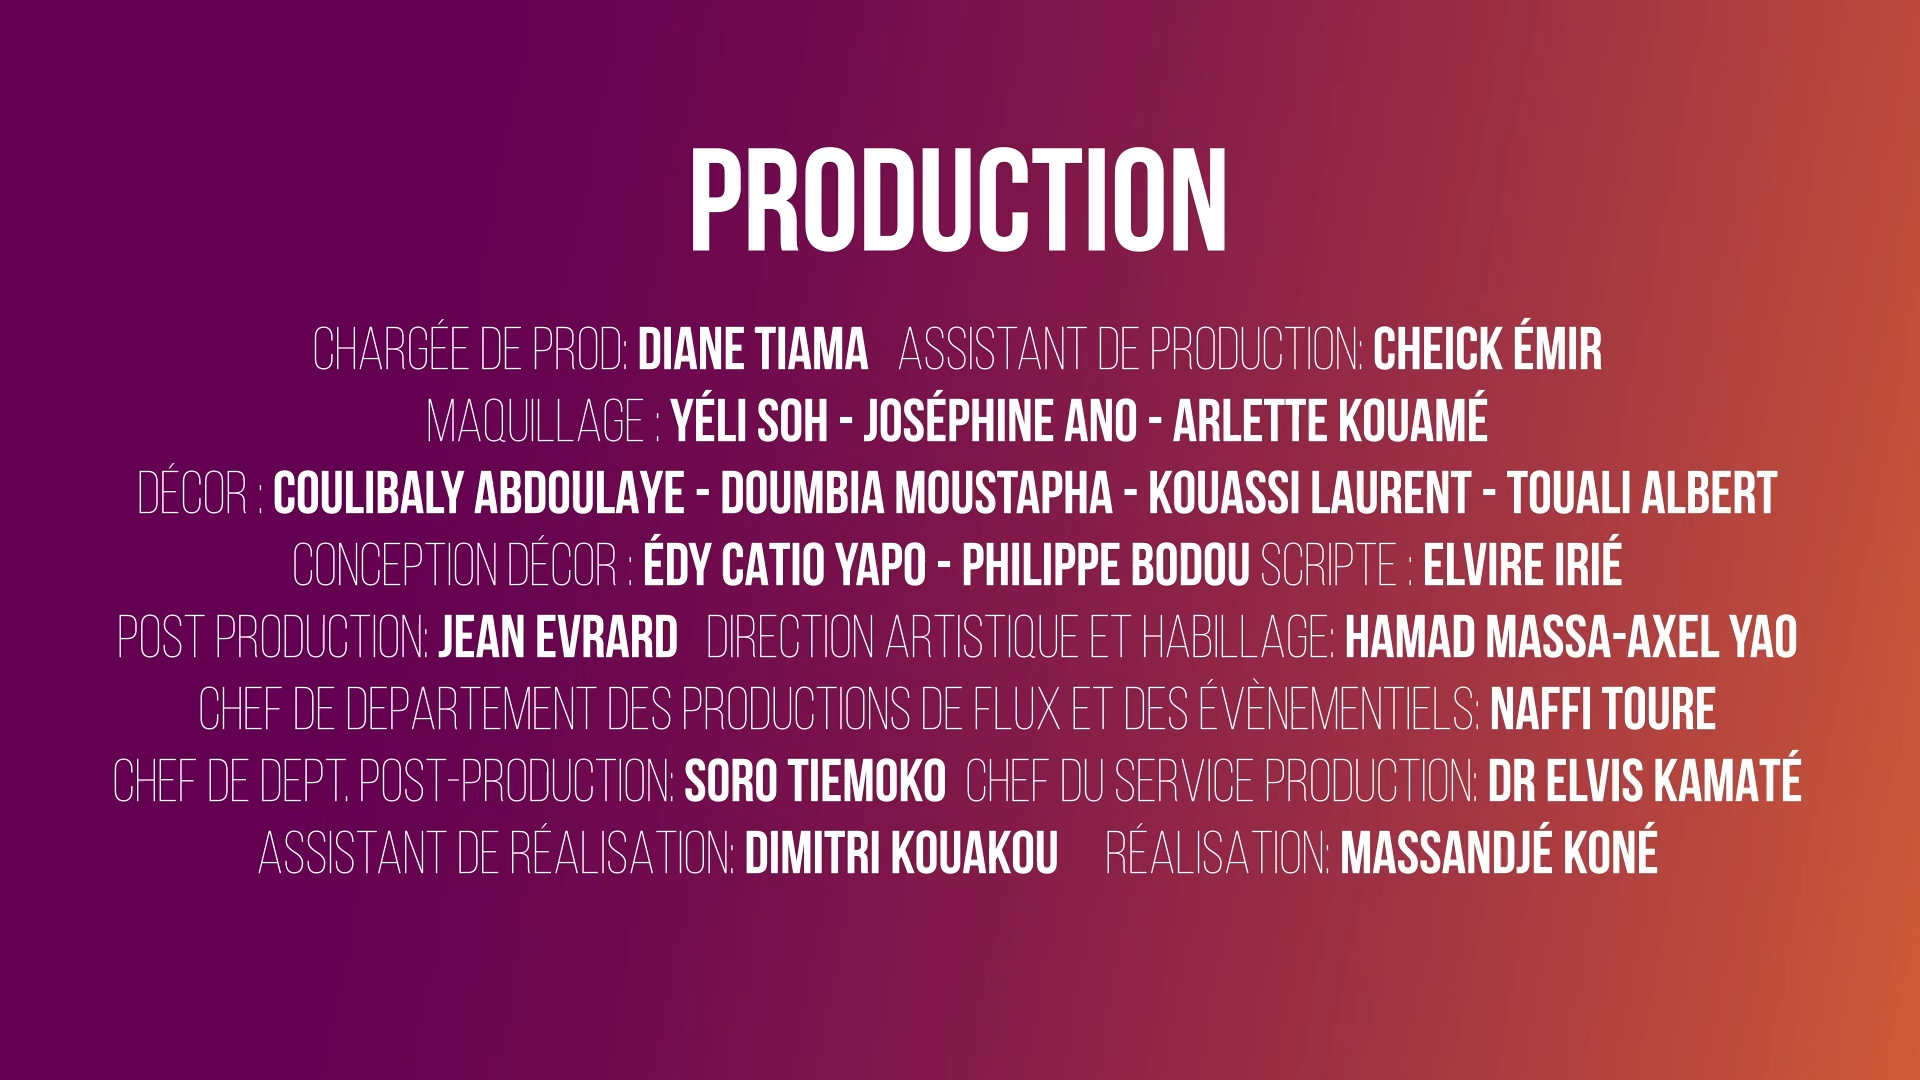 PRODUCTION
CHARGÉE DE PROD: DIANE TIAMA ASSISTANT DE PRODUCTION: CHEICK ÉMIR
MAQUILLAGE : YÉLI SOH - JOSÉPHINE ANO - ARLETTE KOUAMÉ
DÉCOR : COULIBALY ABDOULAYE - DOUMBIA MOUSTAPHA - KOUASSI LAURENT - TOUALI ALBERT
CONCEPTION DÉCOR : ÉDY CATIO YAPO - PHILIPPE BODOU SCRIPTE : ELVIRE IRIÉ
POST PRODUCTION: JEAN EVRARD DIRECTION ARTISTIQUE ET HABILLAGE: HAMAD MASSA-AXEL YAO
CHEF DE DEPARTEMENT DES PRODUCTIONS DE FLUX ET DES ÉVÈNEMENTIELS: NAFFI TOURE
CHEF DE DEPT. POST-PRODUCTION: SORO TIEMOKO CHEF DU SERVICE PRODUCTION: DR ELVIS KAMATÉ
ASSISTANT DE RÉALISATION: DIMITRI KOUAKOU RÉALISATION: MASSANDJÉ KONÉ